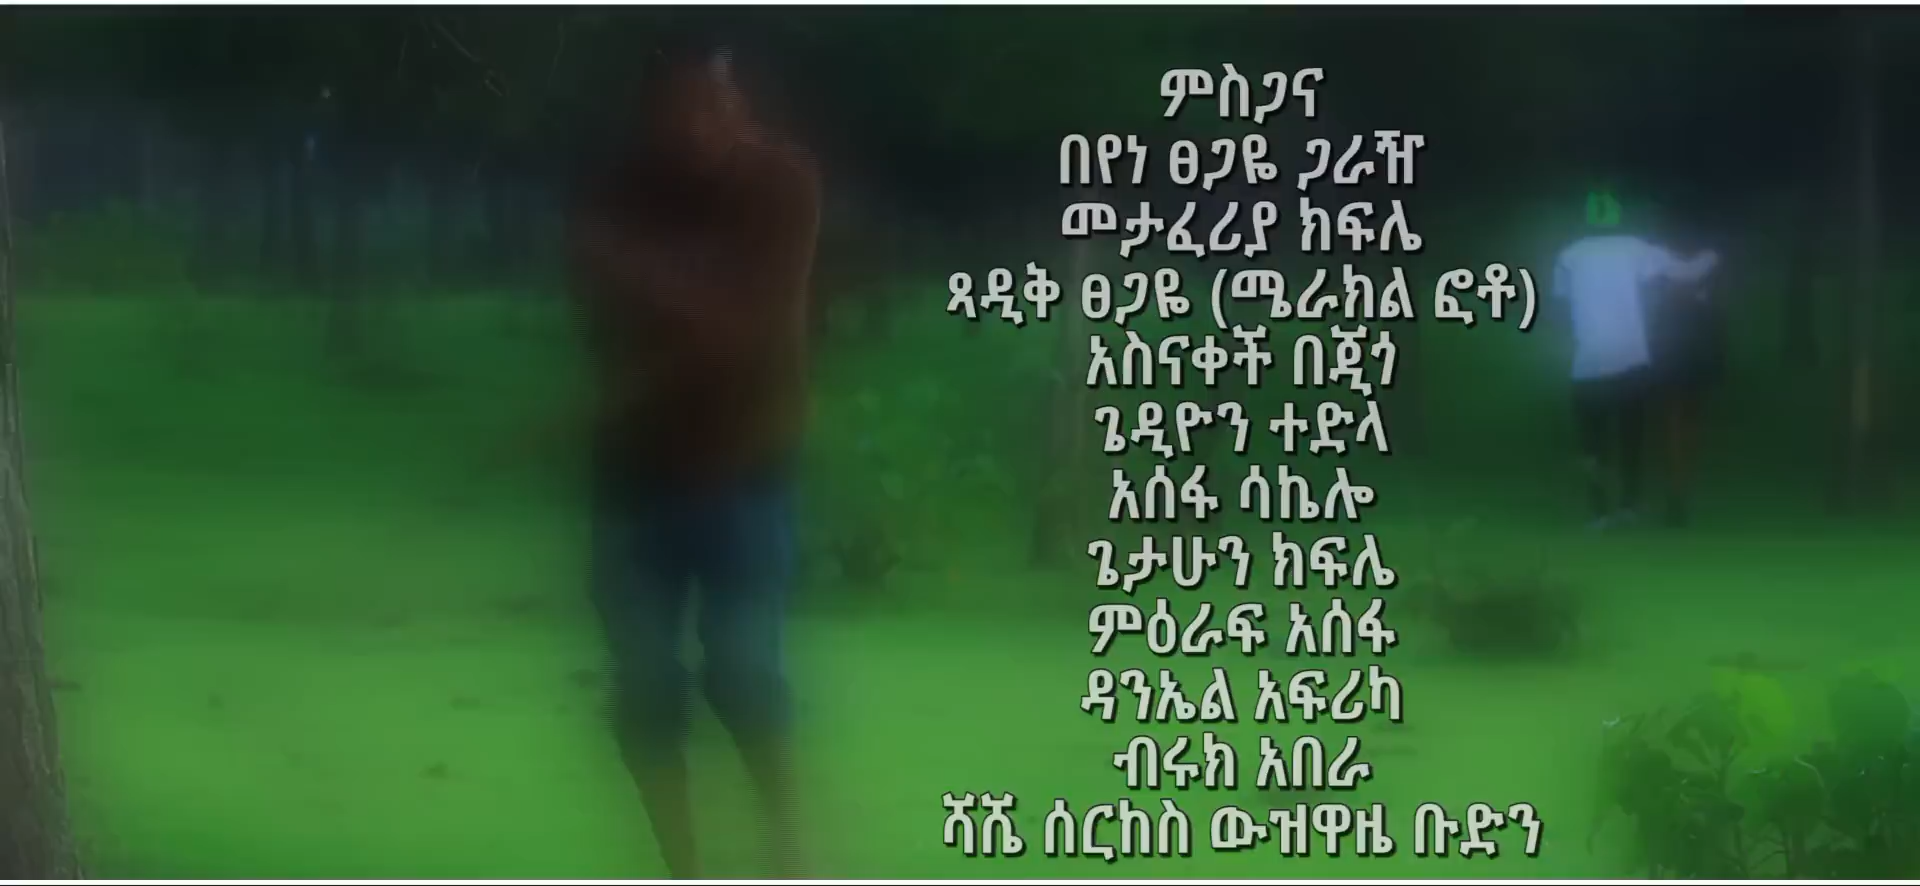 ምስጋና
በየነ ፀጋዬ ጋራዥ
መታፈሪያ ክፍሌ
ጻዲቅ ፀጋዬ (ሜራክል ፎቶ)
አስናቀች በጂጎ
ጌዲዮን ተድላ
አሰፋ ሳኬሎ
ጌታሁን ክፍሌ
ምዕራፍ አሰፋ
ዳንኤል አፍሪካ
ብሩክ አበራ
ሻሼ ሰርከስ ውዝዋዜ ቡድን